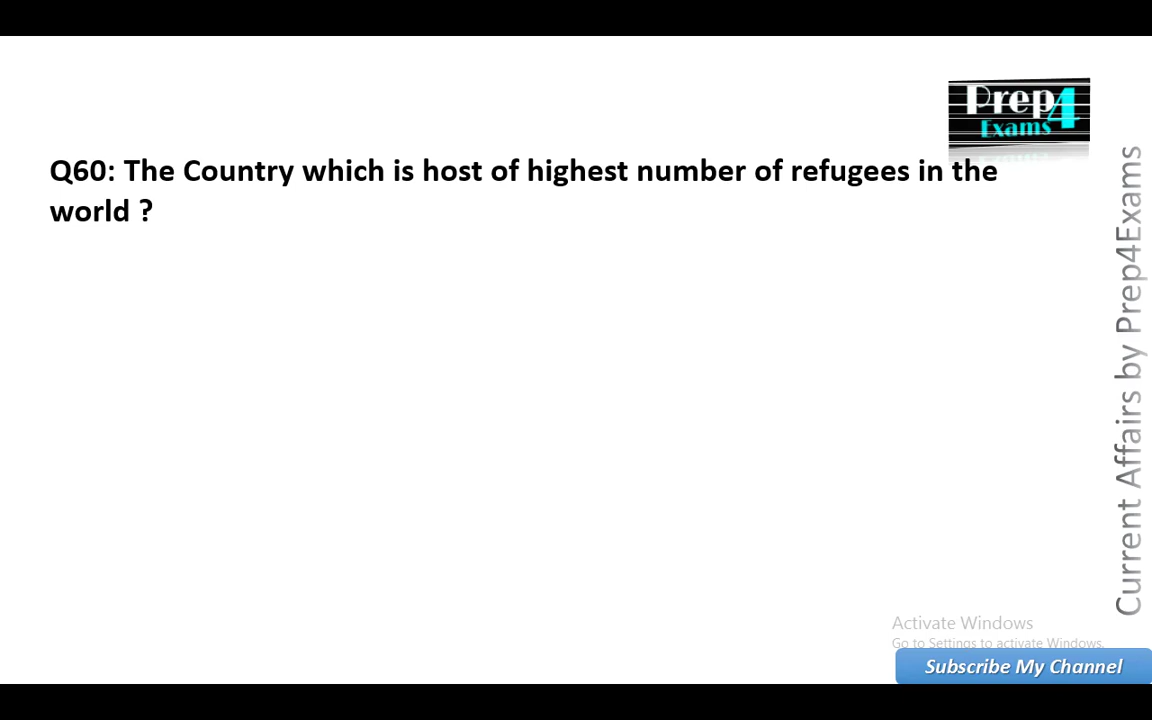 Prep4
Exams
Q60: The Country which is host of highest number of refugees in the
world ?
Current Affairs by Prep4Exams
Activate Windows
Go to Settings to activate Windows.
Subscribe My Channel